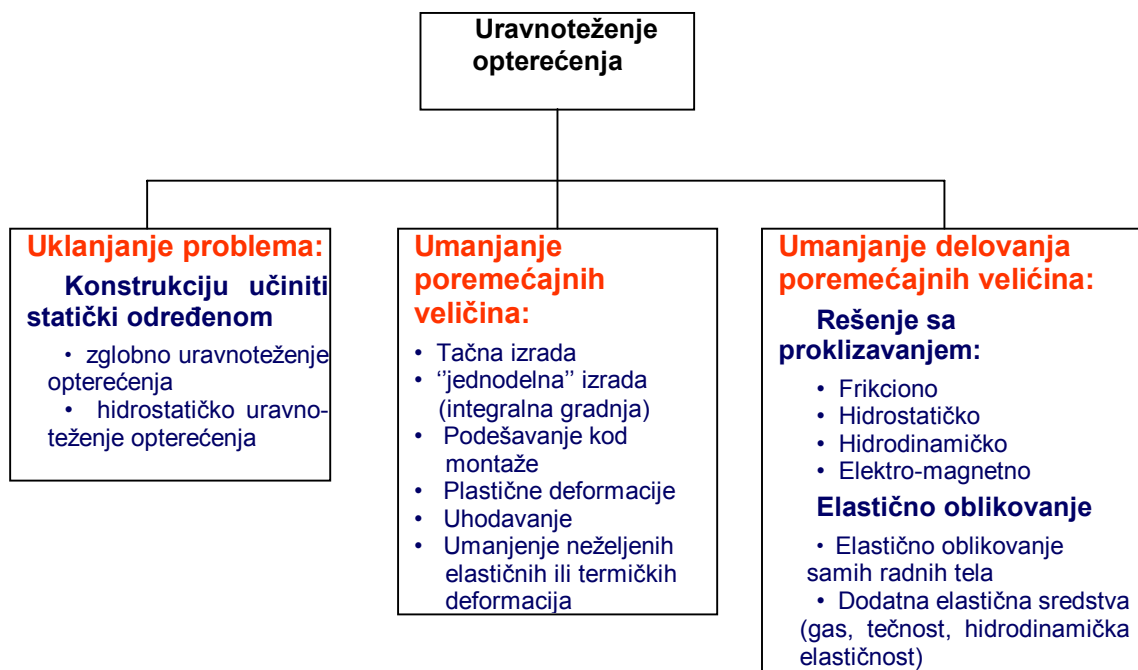 Uravnoteženje
opterećenja
Uklanjanje problema:
Konstrukciju učiniti
statički određenom
• zglobno uravnoteženje
opterećenja
• hidrostatičko uravno-
teženje opterećenja
Umanjanje
poremećajnih
veličina:
• Tačna izrada
• ‘’jednodelna’’ izrada
(integralna gradnja)
• Podešavanje kod
montaže
• Plastične deformacije
• Uhodavanje
• Umanjenje neželjenih
elastičnih ili termičkih
deformacija
Umanjanje delovanja
poremećajnih velićina:
Rešenje sa
proklizavanjem:
• Frikciono
• Hidrostatičko
• Hidrodinamičko
• Elektro-magnetno
Elastično oblikovanje
• Elastično oblikovanje
samih radnih tela
• Dodatna elastična sredstva
(gas, tečnost, hidrodinamička
elastičnost)